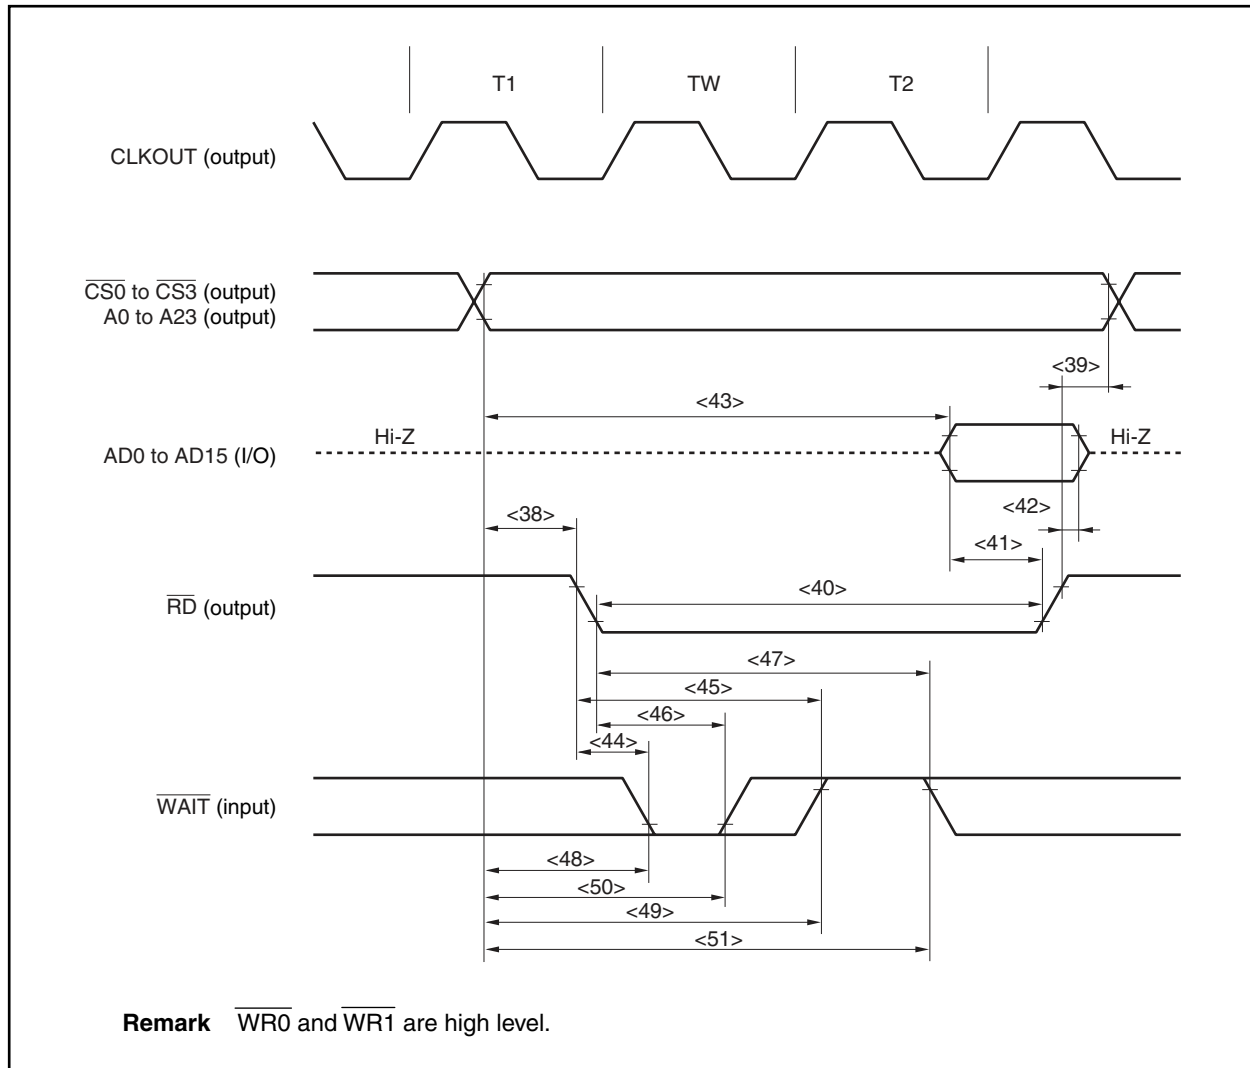 T1 TW T2
CLKOUT (output)
CS0 to CS3 (output)
A0 to A23 (output)
<39>
<43>
Hi-Z Hi-Z
AD0 to AD15 (I/O)
<42>
<38>
<41>
<40>
RD (output)
<47>
<45>
<46>
<44>
WAIT (input)
<48>
<50>
<49>
<51>
Remark WR0 and WR1 are high level.